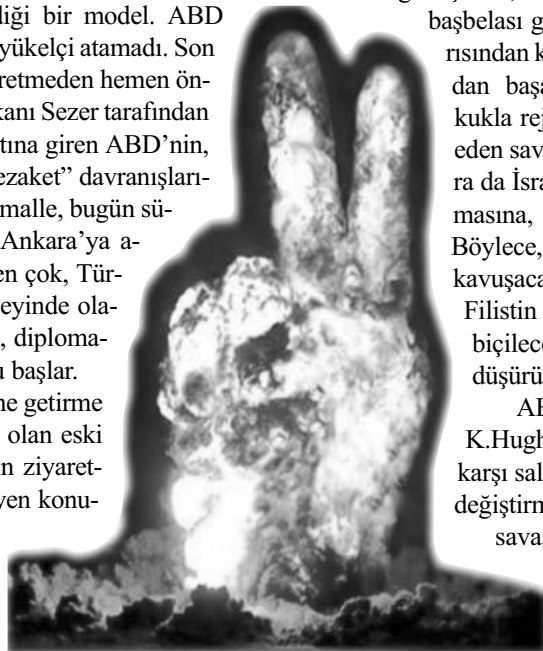 diği bir model. ABD
yükelçi atamadı. Son
retmeden hemen ön-
kanı Sezer tarafından
tına giren ABD’nin,
ezaket” davranışları-
malle, bugün sü-
Ankara’ya a-
en çok, Tür-
eyinde ola-
, diploma-
u başlar.
ne getirme
olan eski
n ziyaret-
yen konu-
başbelası g
rısından k
dan başa
kukla rej
eden sav
ra da İsra
masına,
Böylece,
kavuşaca
Filistin
biçilece
düşürü
AB
K.Hugh
karşı sal
değiştirm
savaş